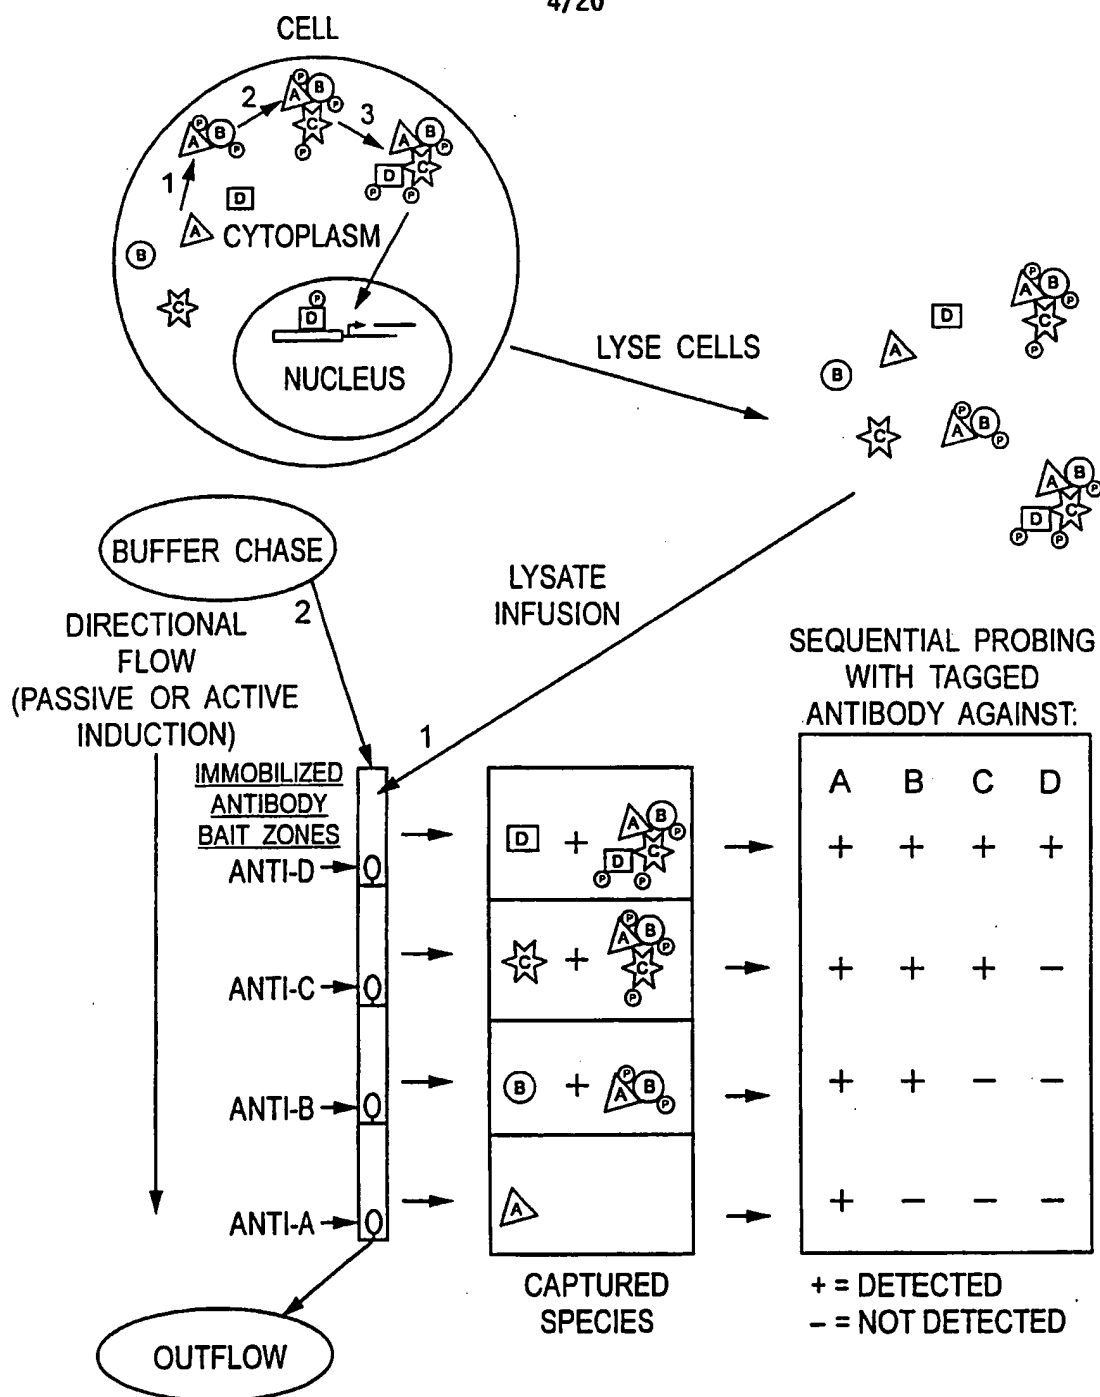 4/20
CELL
P
A B P
2
P
A B P
C
P
3
A B P
D C
P P
1
D
A
CYTOPLASM
B
C
P
D
NUCLEUS
LYSE CELLS
P
A B P
C
P
D
A
B
C
P
A B P
A B P
D C
P P
BUFFER CHASE
2
DIRECTIONAL
FLOW
(PASSIVE OR ACTIVE
INDUCTION)
LYSATE
INFUSION
1
SEQUENTIAL PROBING
WITH TAGGED
ANTIBODY AGAINST:
IMMOBILIZED
ANTIBODY
BAIT ZONES
ANTI-D
D + A B P
D C
P P
A B C D
+ + + +
ANTI-C
C + P
A B P
C
P
+ + + −
ANTI-B
B + P
A B P
+ + − −
ANTI-A
A
+ − − −
CAPTURED
SPECIES
+ = DETECTED
− = NOT DETECTED
OUTFLOW